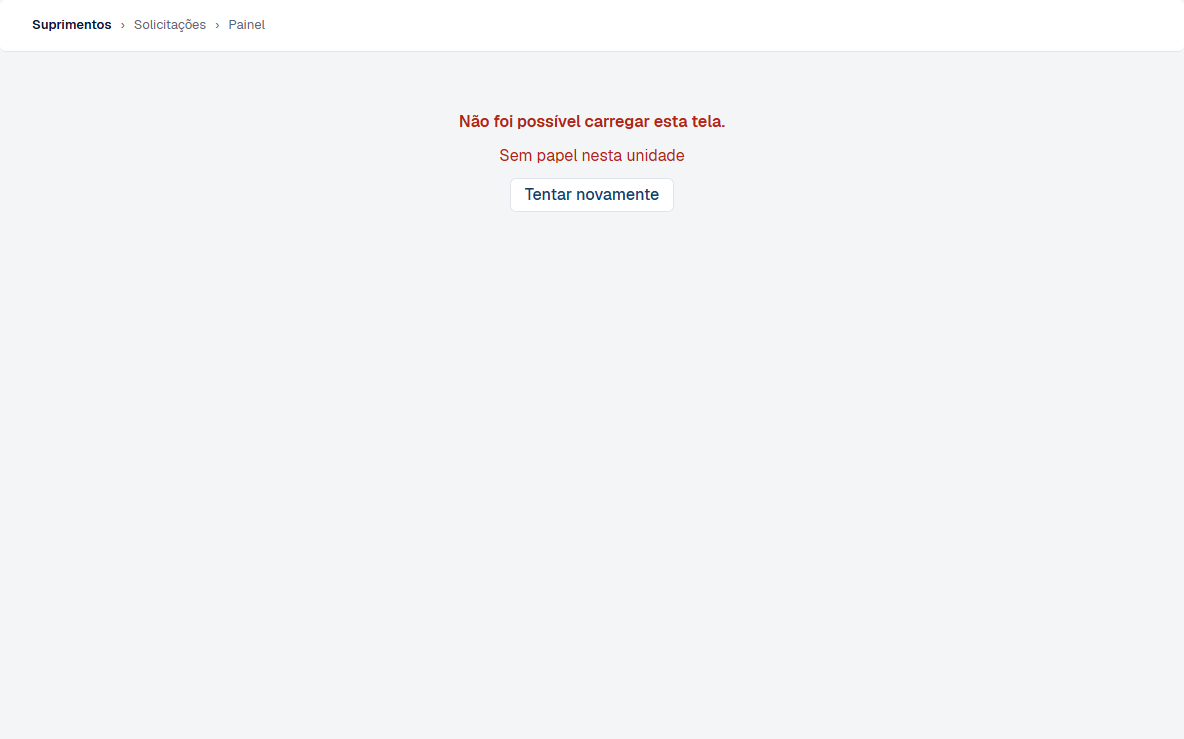 Suprimentos › Solicitações › Painel
Não foi possível carregar esta tela.
Sem papel nesta unidade
Tentar novamente